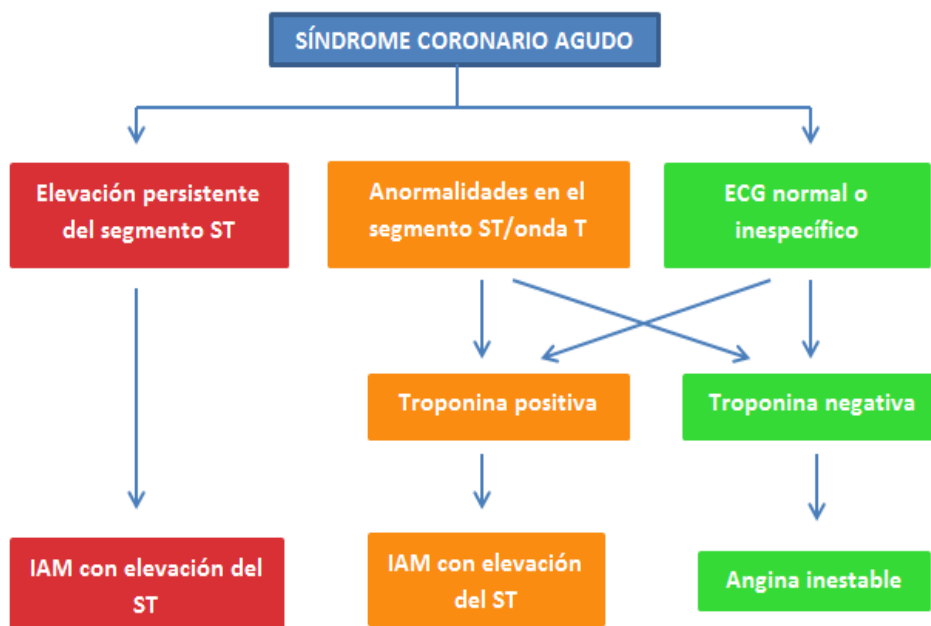 SÍNDROME CORONARIO AGUDO
Elevación persistente
del segmento ST
Anormalidades en el
segmento ST/onda T
ECG normal o
inespecífico
Troponina positiva
Troponina negativa
IAM con elevación del
ST
IAM con elevación
del ST
Angina inestable